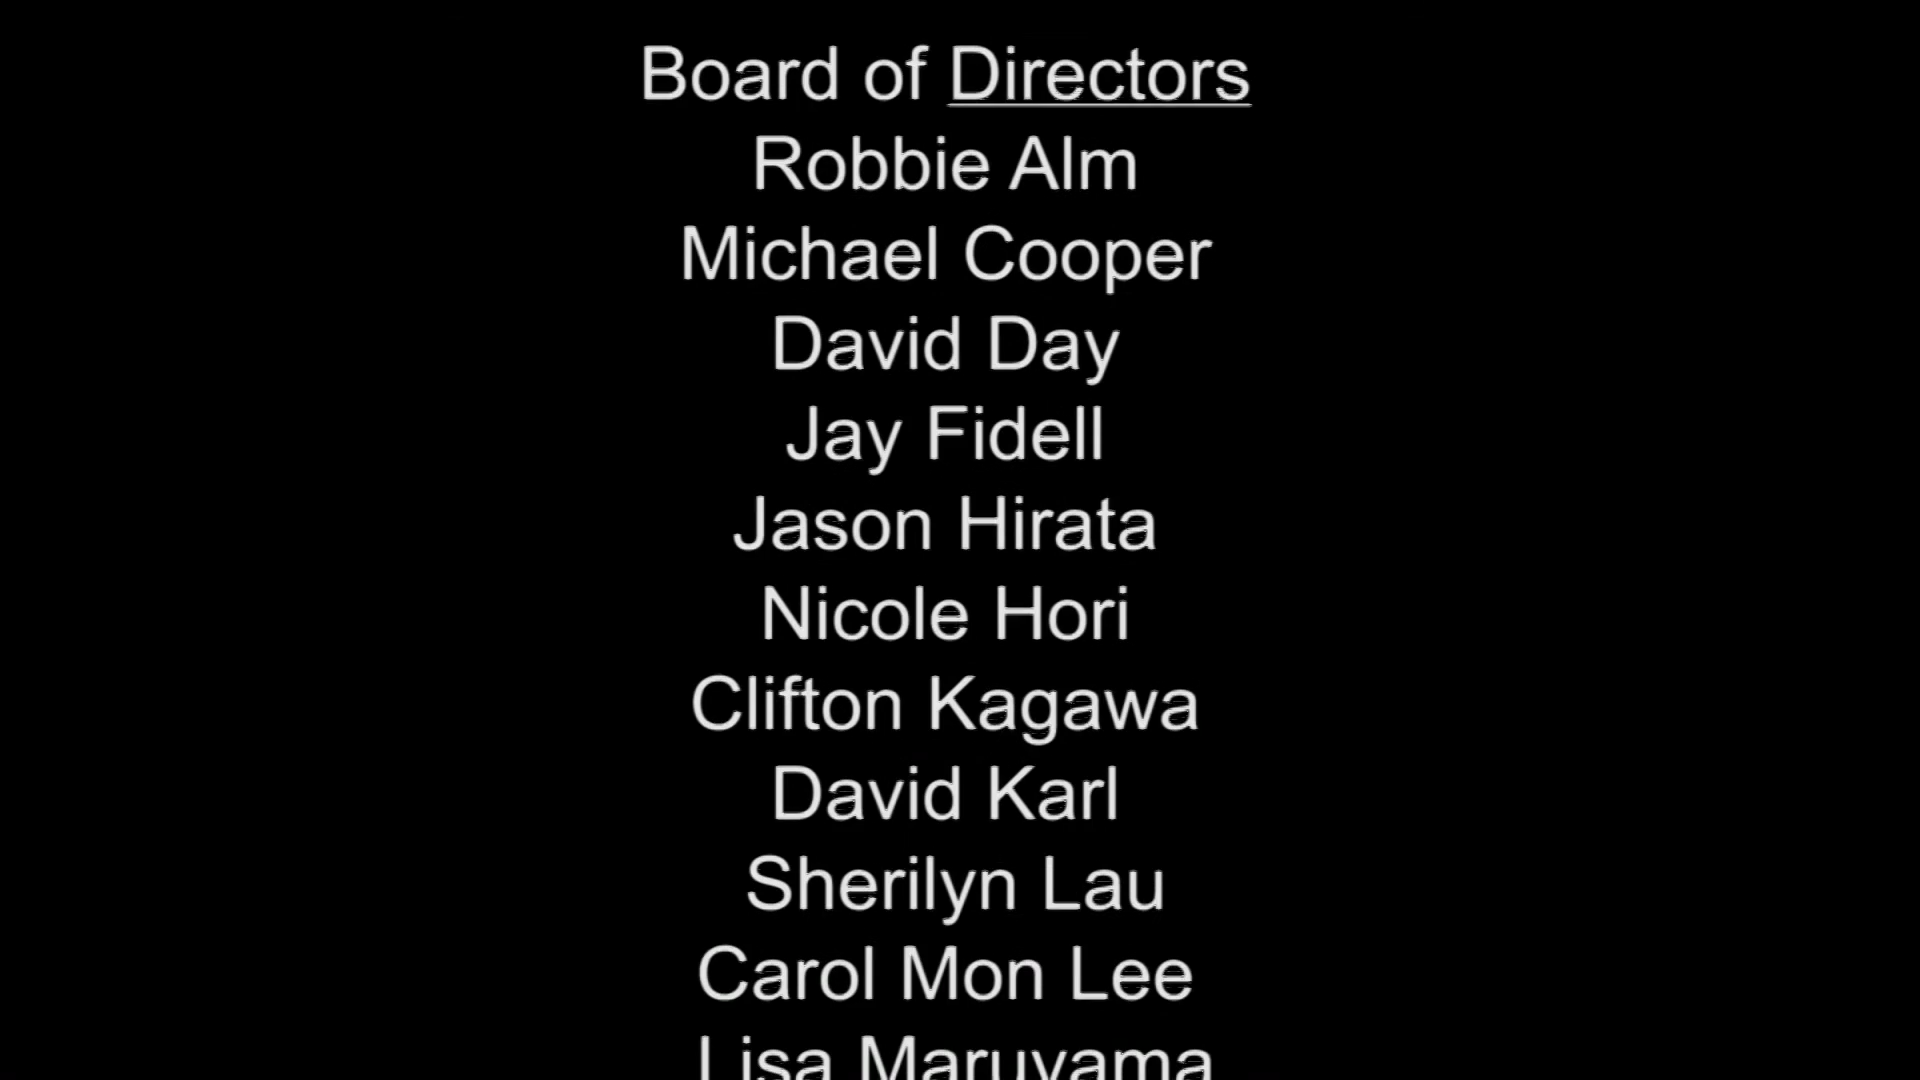 Board of Directors
Robbie Alm
Michael Cooper
David Day
Jay Fidell
Jason Hirata
Nicole Hori
Clifton Kagawa
David Karl
Sherilyn Lau
Carol Mon Lee
Lisa Maruyama